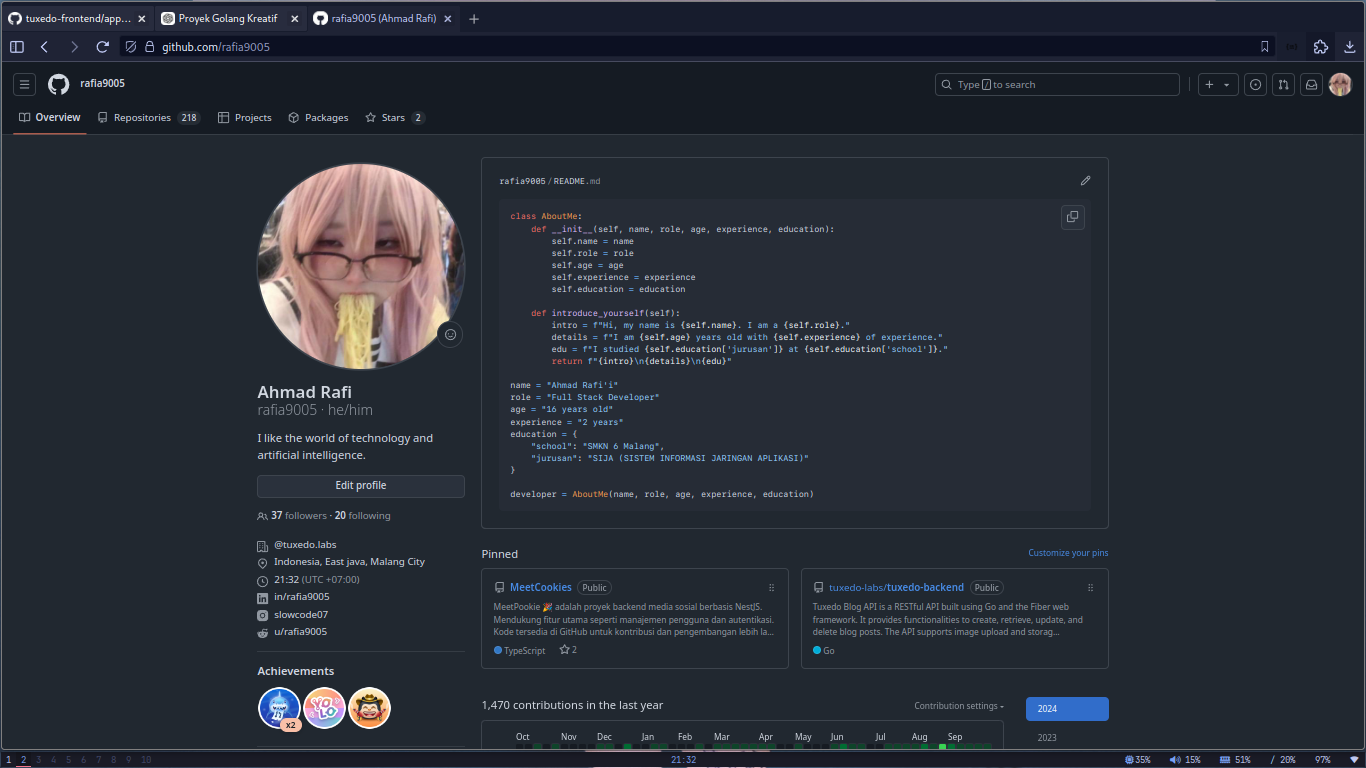 tuxedo-frontend/app...
Proyek Golang Kreatif
rafia9005 (Ahmad Rafi)
github.com/rafia9005
rafia9005
Type / to search
Overview
Repositories 218
Projects
Packages
Stars 2
rafia9005/README.md
class AboutMe:
    def __init__(self, name, role, age, experience, education):
        self.name = name
        self.role = role
        self.age = age
        self.experience = experience
        self.education = education
    def introduce_yourself(self):
        intro = f"Hi, my name is {self.name}. I am a {self.role}."
        details = f"I am {self.age} years old with {self.experience} of experience."
        edu = f"I studied {self.education['jurusan']} at {self.education['school']}."
        return f"{intro}\n{details}\n{edu}"
name = "Ahmad Rafi'i"
role = "Full Stack Developer"
age = "16 years old"
experience = "2 years"
education = {
    "school": "SMKN 6 Malang",
    "jurusan": "SIJA (SISTEM INFORMASI JARINGAN APLIKASI)"
}
developer = AboutMe(name, role, age, experience, education)
Ahmad Rafi
rafia9005 · he/him
I like the world of technology and
artificial intelligence.
Edit profile
37 followers · 20 following
@tuxedo.labs
Indonesia, East java, Malang City
21:32 (UTC +07:00)
in/rafia9005
slowcode07
u/rafia9005
Achievements
YOLO
x2
Pinned
Customize your pins
MeetCookies Public
MeetPookie 🎉 adalah proyek backend media sosial berbasis NestJS.
Mendukung fitur utama seperti manajemen pengguna dan autentikasi.
Kode tersedia di GitHub untuk kontribusi dan pengembangan lebih la...
TypeScript 2
tuxedo-labs/tuxedo-backend Public
Tuxedo Blog API is a RESTful API built using Go and the Fiber web
framework. It provides functionalities to create, retrieve, update, and
delete blog posts. The API supports image upload and storag...
Go
1,470 contributions in the last year
Contribution settings
2024
2023
Oct Nov Dec Jan Feb Mar Apr May Jun Jul Aug Sep
1 2 3 4 5 6 7 8 9 10
21:32
35% 15% 51% / 20% 97%